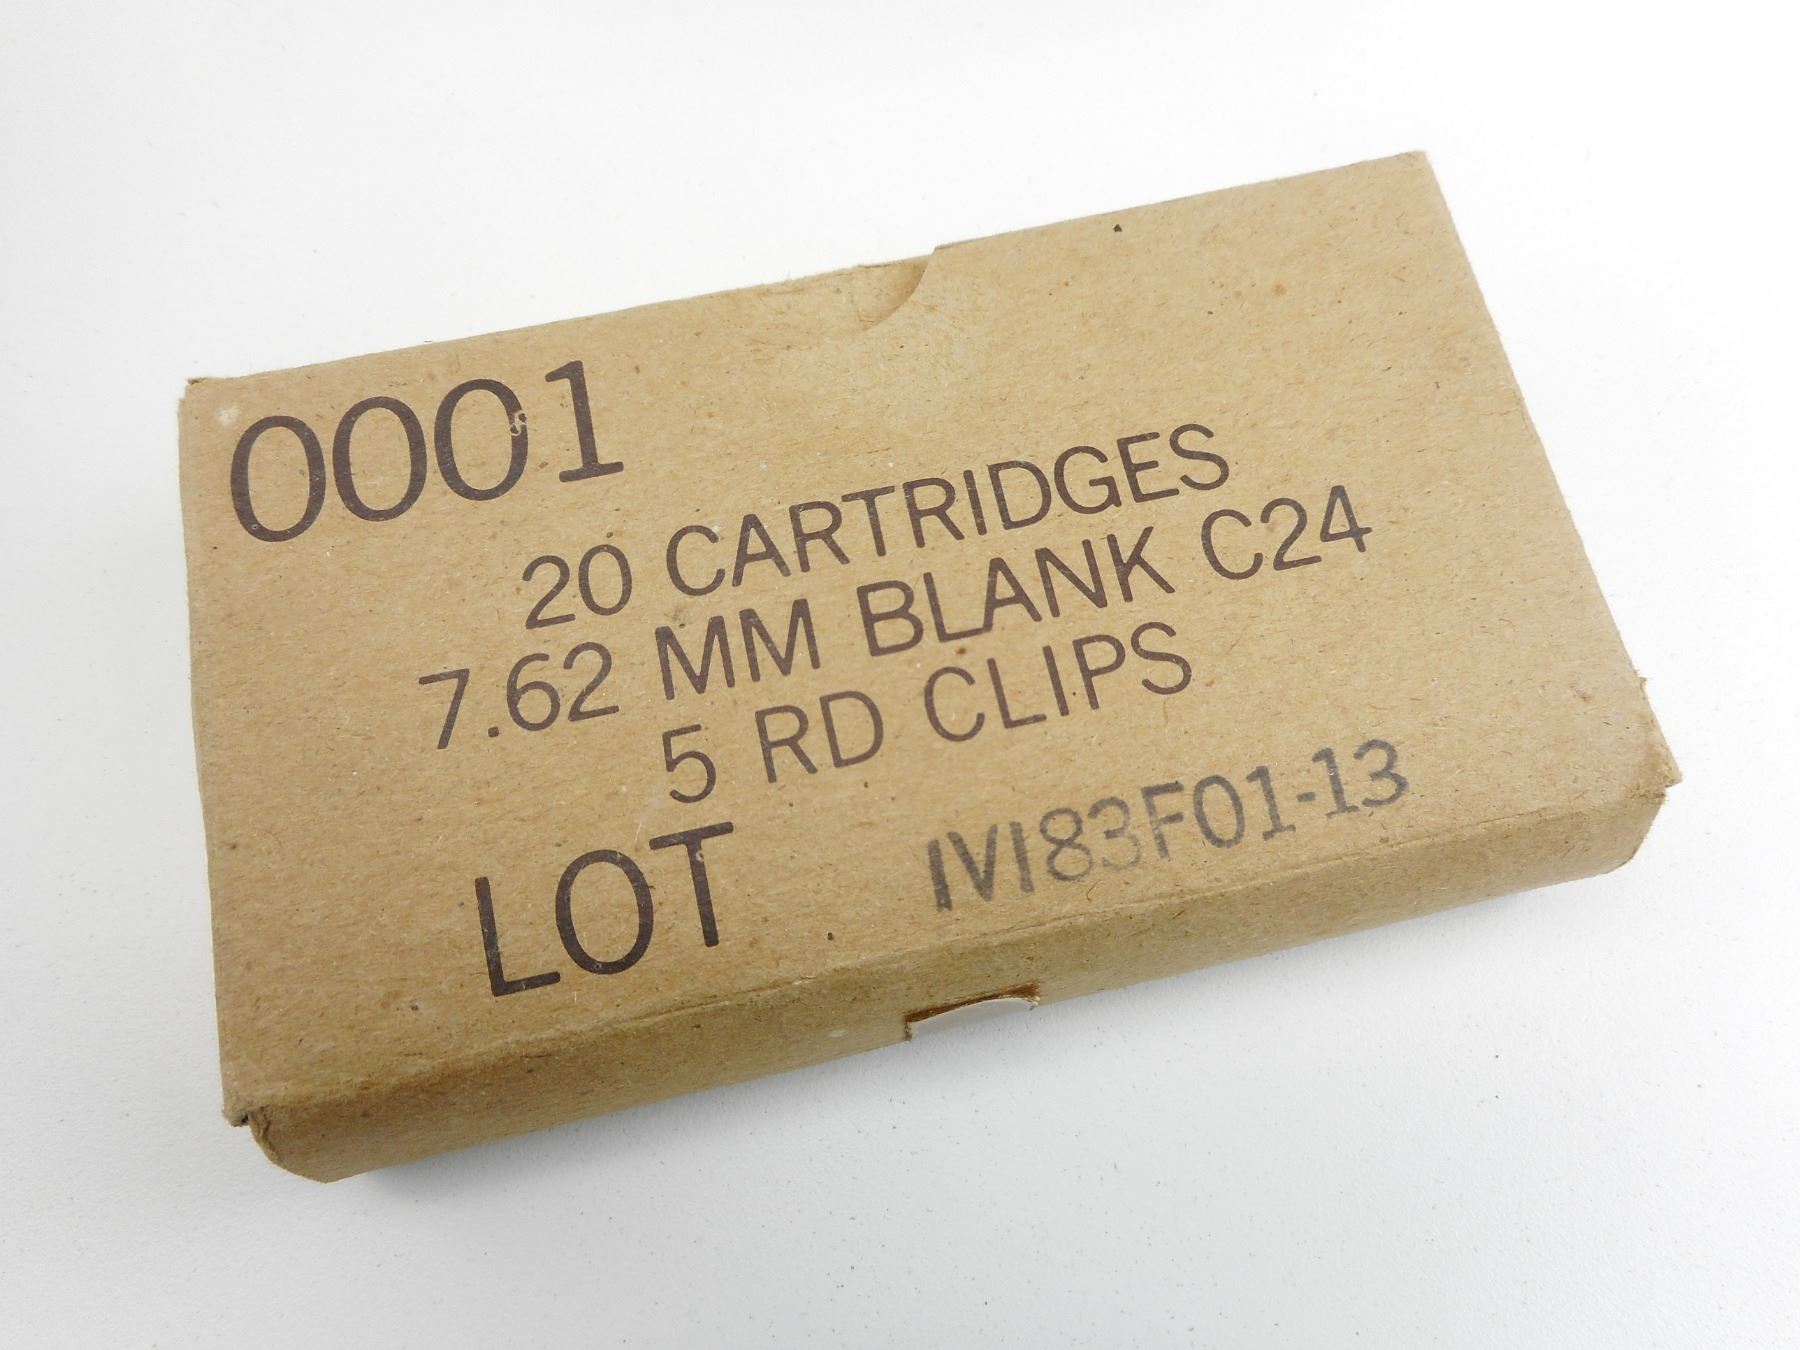 0001
20 CARTRIDGES
7.62 MM BLANK C24
5 RD CLIPS
LOT IVI83F01-13